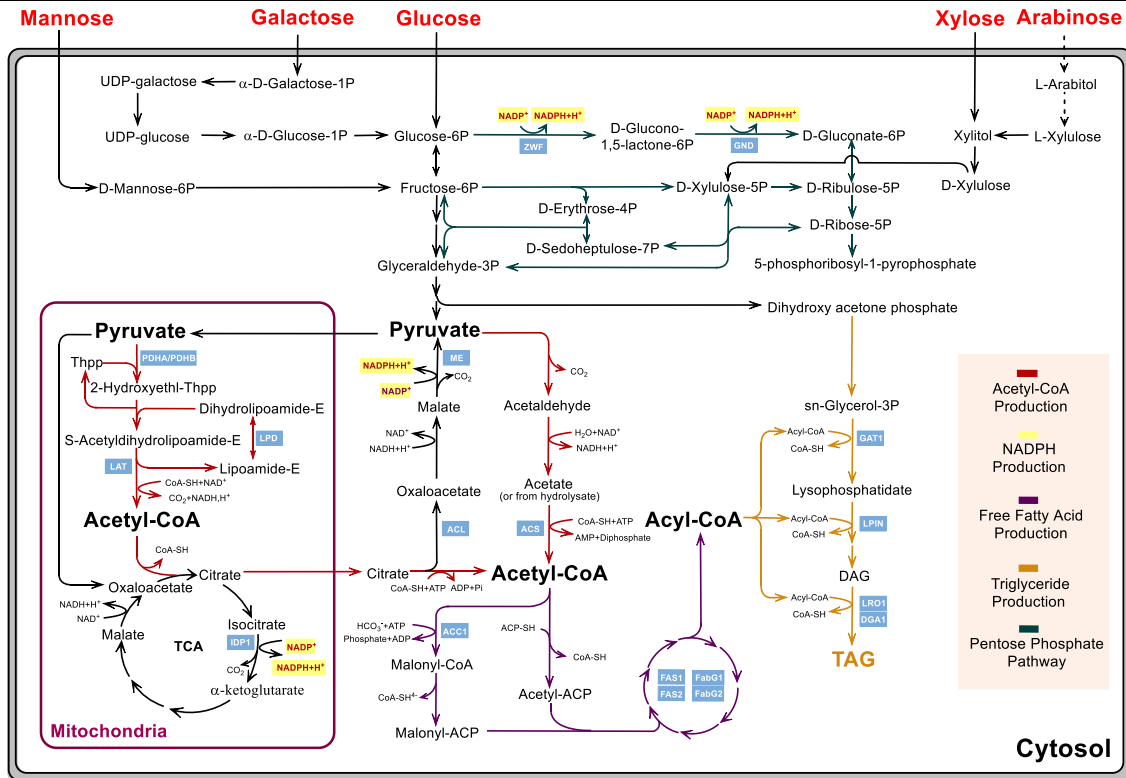 Mannose
Galactose
Glucose
Xylose
Arabinose
UDP-galactose
α-D-Galactose-1P
L-Arabitol
NADP+ NADPH+H+
NADP+ NADPH+H+
UDP-glucose
α-D-Glucose-1P
Glucose-6P
ZWF
D-Glucono-
1,5-lactone-6P
GND
D-Gluconate-6P
Xylitol
L-Xylulose
D-Mannose-6P
Fructose-6P
D-Xylulose-5P
D-Ribulose-5P
D-Xylulose
D-Erythrose-4P
D-Ribose-5P
D-Sedoheptulose-7P
Glyceraldehyde-3P
5-phosphoribosyl-1-pyrophosphate
Dihydroxy acetone phosphate
Pyruvate
Pyruvate
PDHA/PDHB
Thpp
2-Hydroxyethl-Thpp
Dihydrolipoamide-E
S-Acetyldihydrolipoamide-E
LPD
LAT
Lipoamide-E
CoA-SH+NAD+
CO2+NADH,H+
Acetyl-CoA
CoA-SH
Oxaloacetate
Citrate
NADH+H+
NAD+
Malate
TCA
Isocitrate
IDP1
NADP+
NADPH+H+
CO2
α-ketoglutarate
Mitochondria
ME
NADPH+H+
CO2
NADP+
Malate
NAD+
NADH+H+
Oxaloacetate
ACL
Citrate
CoA-SH+ATP
ADP+Pi
CO2
Acetaldehyde
H2O+NAD+
NADH+H+
Acetate
(or from hydrolysate)
ACS
CoA-SH+ATP
AMP+Diphosphate
Acetyl-CoA
HCO3-+ATP
Phosphate+ADP
ACC1
Malonyl-CoA
CoA-SH4-
Malonyl-ACP
ACP-SH
CoA-SH
Acetyl-ACP
FAS1
FabG1
FAS2
FabG2
Acyl-CoA
sn-Glycerol-3P
Acyl-CoA
CoA-SH
GAT1
Lysophosphatidate
Acyl-CoA
CoA-SH
LPIN
DAG
Acyl-CoA
CoA-SH
LRO1
DGA1
TAG
Acetyl-CoA
Production
NADPH
Production
Free Fatty Acid
Production
Triglyceride
Production
Pentose Phosphate
Pathway
Cytosol